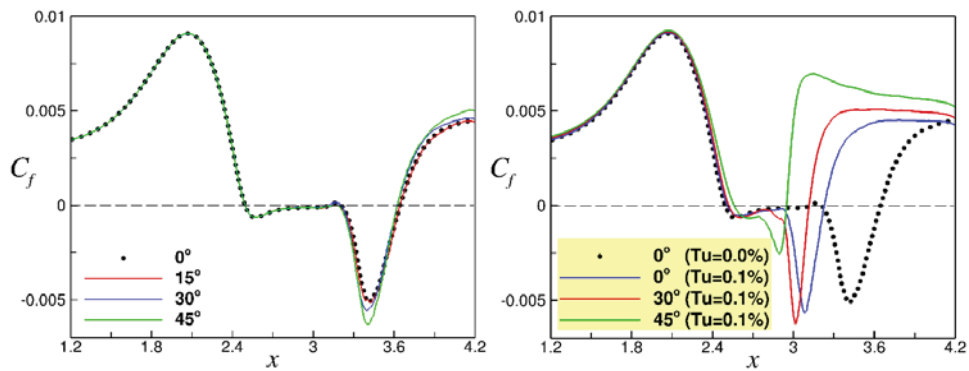 0.01
0.005
C_f
0
-0.005
0°
15°
30°
45°
1.2 1.8 2.4 3 3.6 4.2
x
0.01
0.005
C_f
0
-0.005
0° (Tu=0.0%)
0° (Tu=0.1%)
30° (Tu=0.1%)
45° (Tu=0.1%)
1.2 1.8 2.4 3 3.6 4.2
x